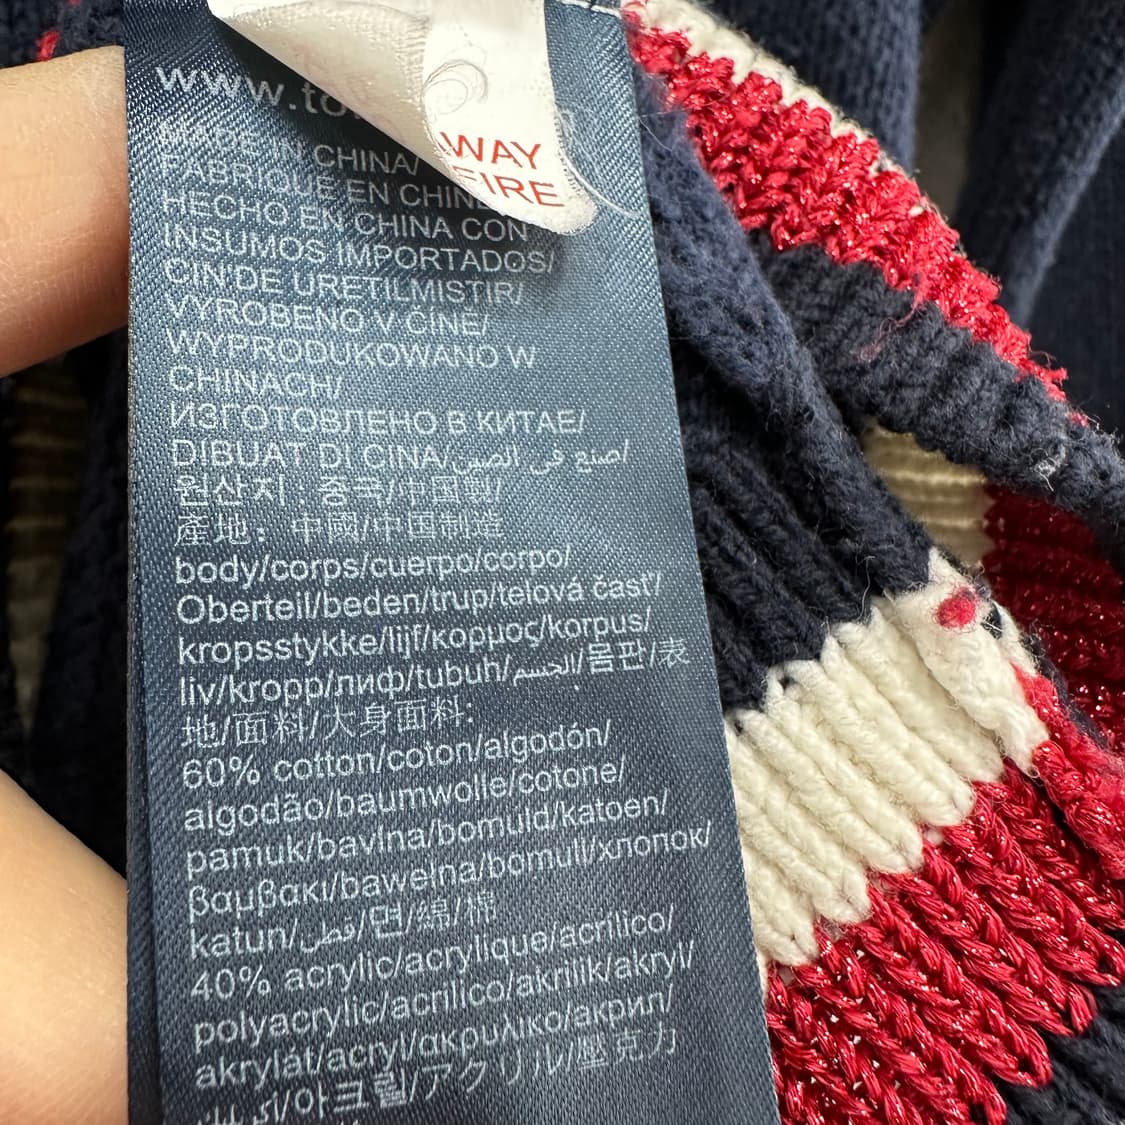 www.to
AWAY
FIRE
MADE IN CHINA/
FABRIQUÉ EN CHINE
HECHO EN CHINA CON
INSUMOS IMPORTADOS/
CIN'DE URETILMISTIR/
VYROBENO V ČÍNĚ/
WYPRODUKOWANO W
CHINACH/
ИЗГОТОВЛЕНО В КИТАЕ/
DIBUAT DI CINA/صنع في الصين/
원산지 : 중국/中国製/
產地： 中國/中国制造
body/corps/cuerpo/corpo/
Oberteil/beden/trup/telová časť/
kropsstykke/lijf/κορμος/korpus/
liv/kropp/лиф/tubuh/الجسم/몸판/表
地/面料/大身面料:
60% cotton/coton/algodón/
algodão/baumwolle/cotone/
pamuk/bavlna/bomuld/katoen/
βαμβακι/bawełna/bomull/хлопок/
katun/قطن/면/綿/棉
40% acrylic/acrylique/acrílico/
polyacrylic/acrilico/akrilik/akryl/
akrylát/acryl/ακρυλικο/акрил/
아크릴/アクリル/壓克力